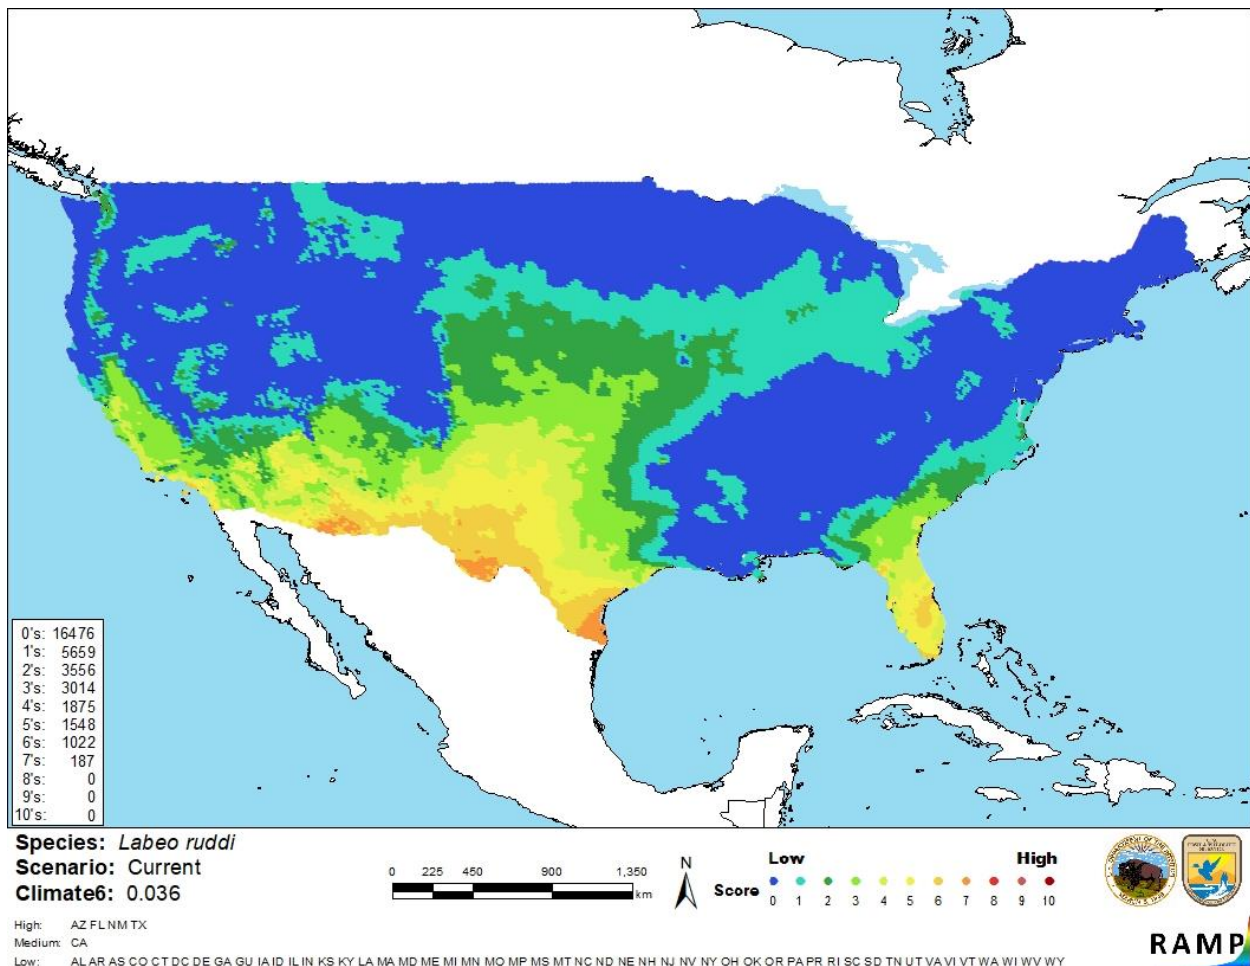 0's: 16476
1's: 5659
2's: 3556
3's: 3014
4's: 1875
5's: 1548
6's: 1022
7's: 187
8's: 0
9's: 0
10's: 0
Species: Labeo ruddi
Scenario: Current
Climate6: 0.036
0 225 450 900 1,350
km
N
Low High
Score
0 1 2 3 4 5 6 7 8 9 10
High: AZ FL NM TX
Medium: CA
Low: AL AR AS CO CT DC DE GA GU IA ID IL IN KS KY LA MA MD ME MI MN MO MP MS MT NC ND NE NH NJ NV NY OH OK OR PA PR RI SC SD TN UT VA VI VT WA WI WV WY
RAMP